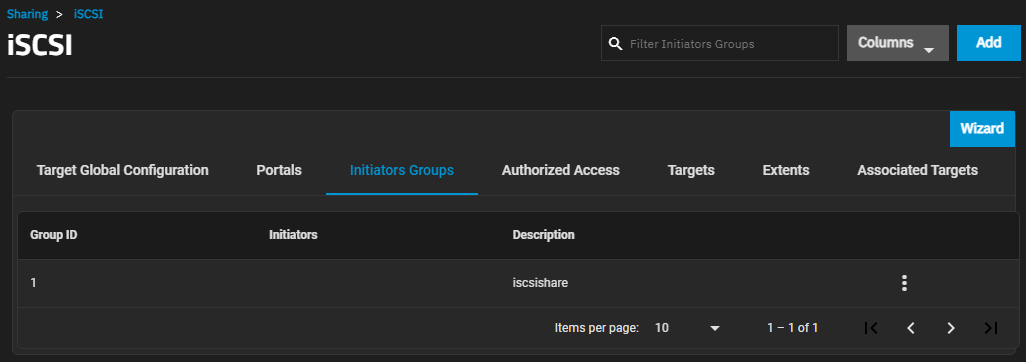 Sharing > iSCSI
iSCSI
Filter Initiators Groups
Columns
Add
Wizard
Target Global Configuration Portals Initiators Groups Authorized Access Targets Extents Associated Targets
Group ID Initiators Description
1 iscsishare
Items per page: 10 1 – 1 of 1